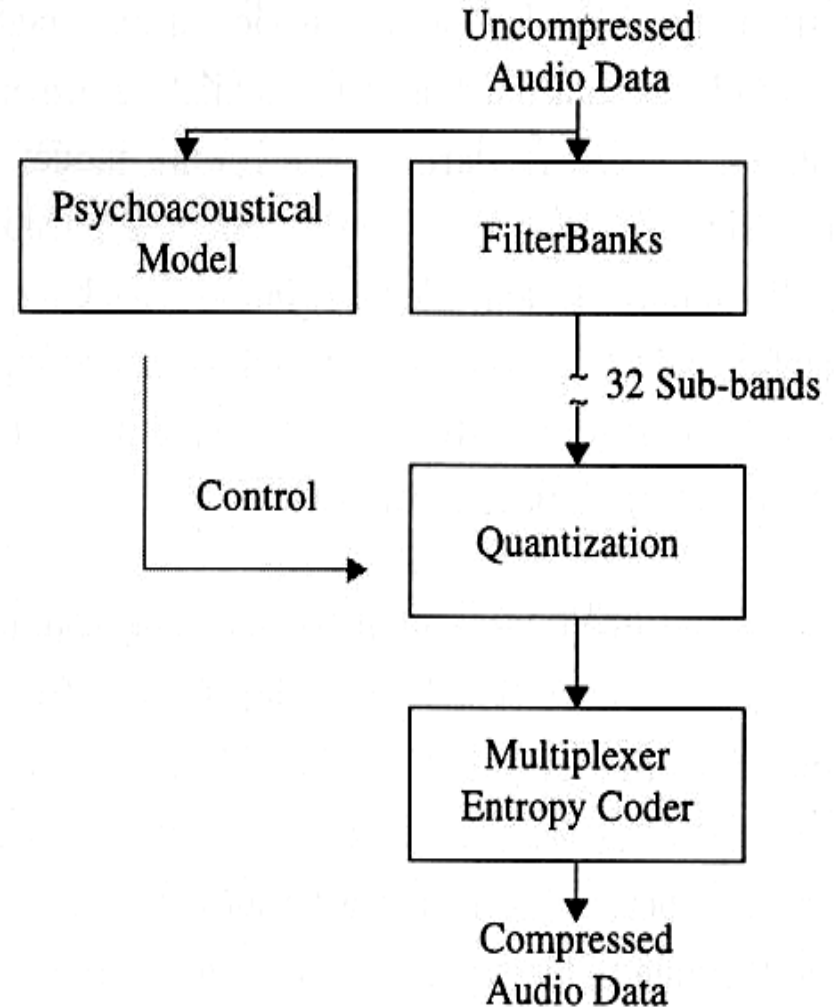 Uncompressed
Audio Data
Psychoacoustical
Model
FilterBanks
32 Sub-bands
Control
Quantization
Multiplexer
Entropy Coder
Compressed
Audio Data